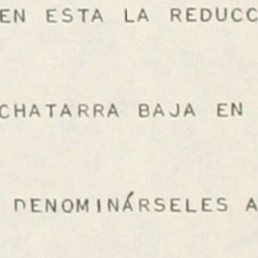 EN ESTA LA REDUCC
CHATARRA BAJA EN
DENOMINÁRSELES A